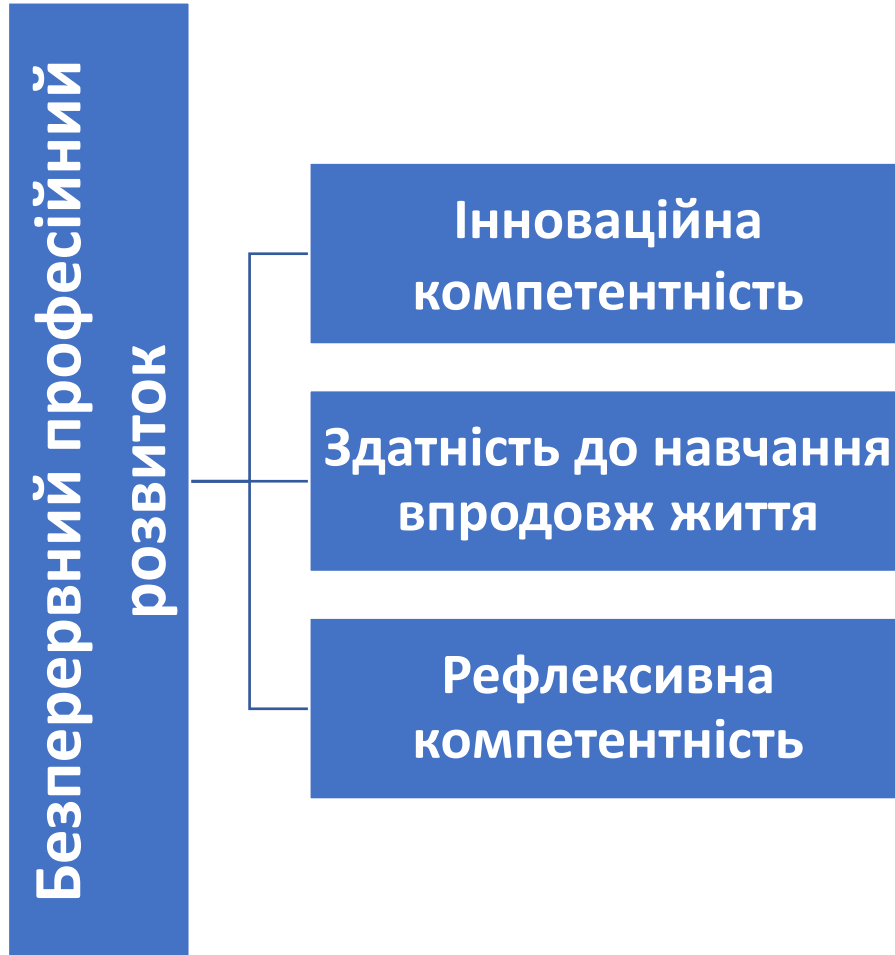 Безперервний професійний
розвиток
Інноваційна
компетентність
Здатність до навчання
впродовж життя
Рефлексивна
компетентність